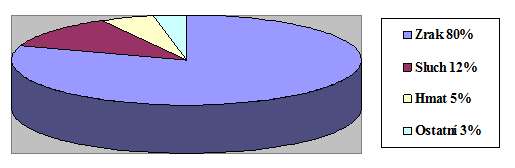 Zrak 80%
Sluch 12%
Hmat 5%
Ostatní 3%